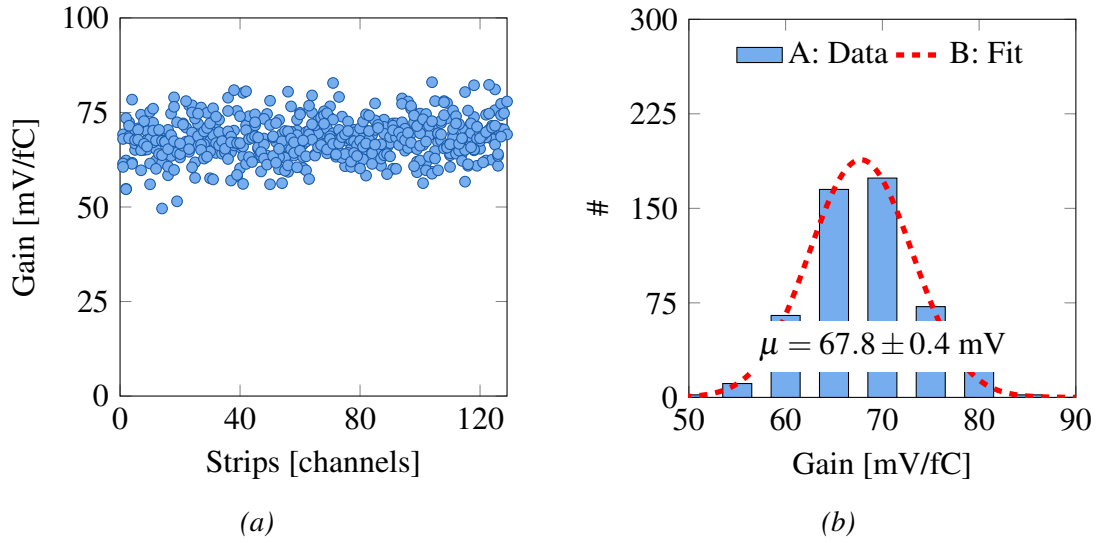 100
75
50
25
0
0 40 80 120
Gain [mV/fC]
Strips [channels]
(a)
300
225
150
75
0
50 60 70 80 90
#
A: Data B: Fit
μ = 67.8 ± 0.4 mV
Gain [mV/fC]
(b)